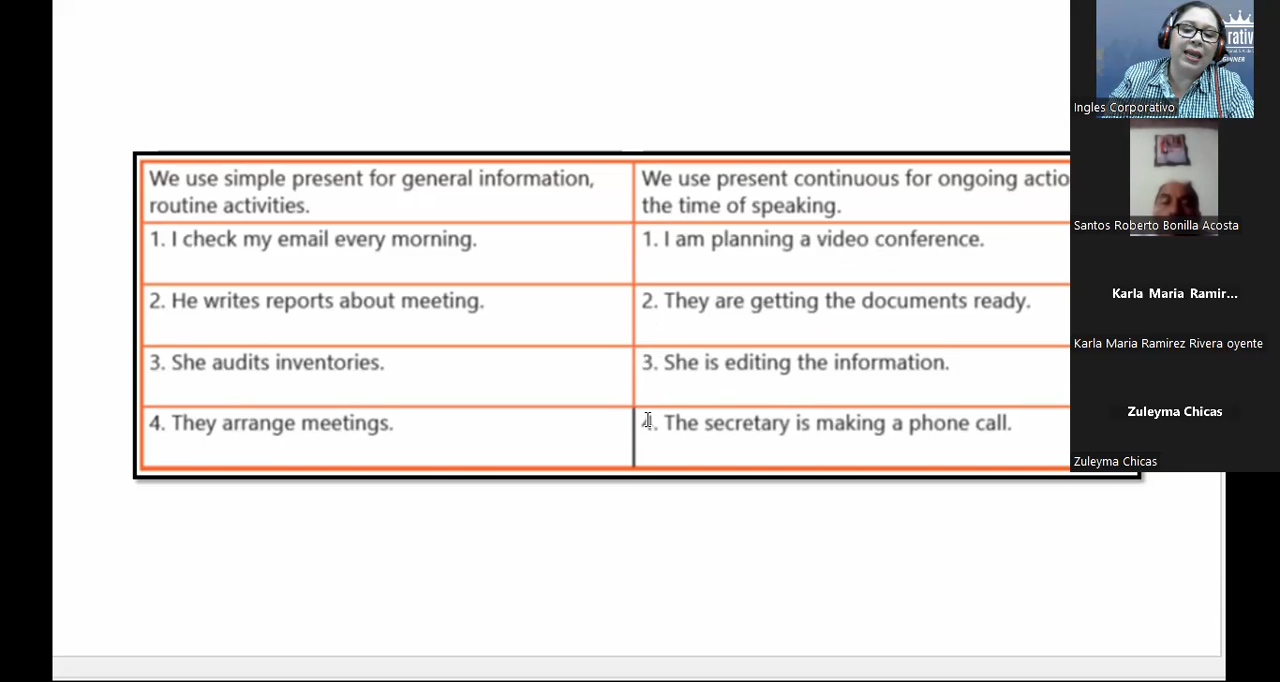 We use simple present for general information,
routine activities.
We use present continuous for ongoing actio
the time of speaking.
1. I check my email every morning.
1. I am planning a video conference.
2. He writes reports about meeting.
2. They are getting the documents ready.
3. She audits inventories.
3. She is editing the information.
4. They arrange meetings.
4. The secretary is making a phone call.
rativ
Ingles Corporativo
Santos Roberto Bonilla Acosta
Karla Maria Ramir...
Karla Maria Ramirez Rivera oyente
Zuleyma Chicas
Zuleyma Chicas